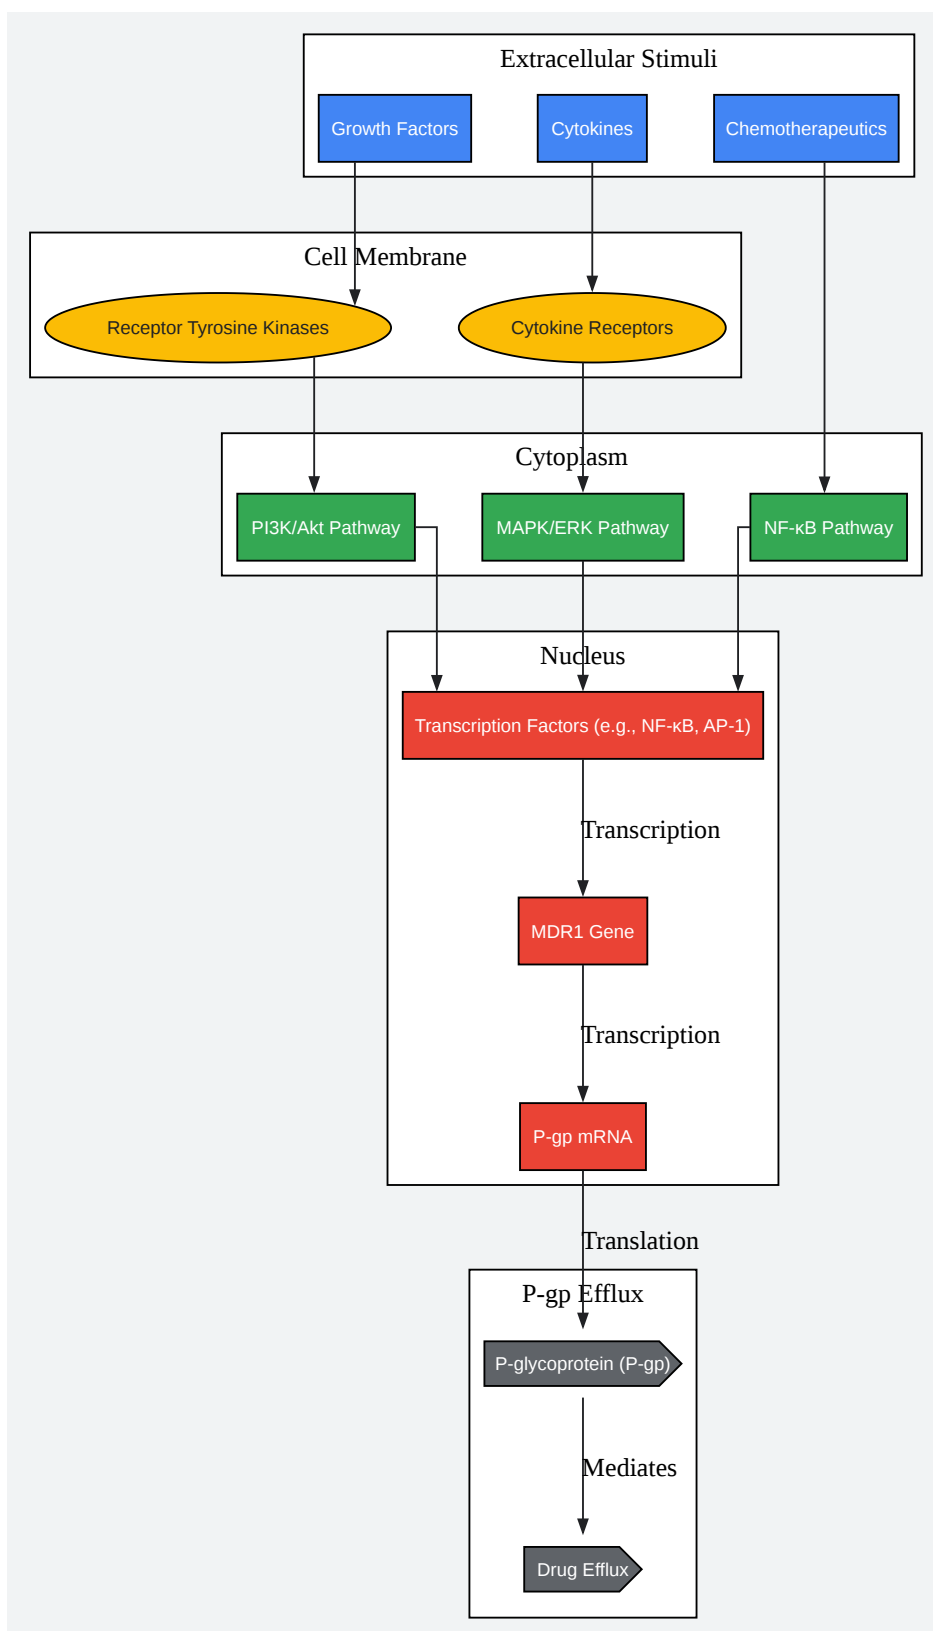 Extracellular Stimuli
Growth Factors
Cytokines
Chemotherapeutics
Cell Membrane
Receptor Tyrosine Kinases
Cytokine Receptors
Cytoplasm
PI3K/Akt Pathway
MAPK/ERK Pathway
NF-κB Pathway
Nucleus
Transcription Factors (e.g., NF-κB, AP-1)
Transcription
MDR1 Gene
Transcription
P-gp mRNA
Translation
P-gp Efflux
P-glycoprotein (P-gp)
Mediates
Drug Efflux